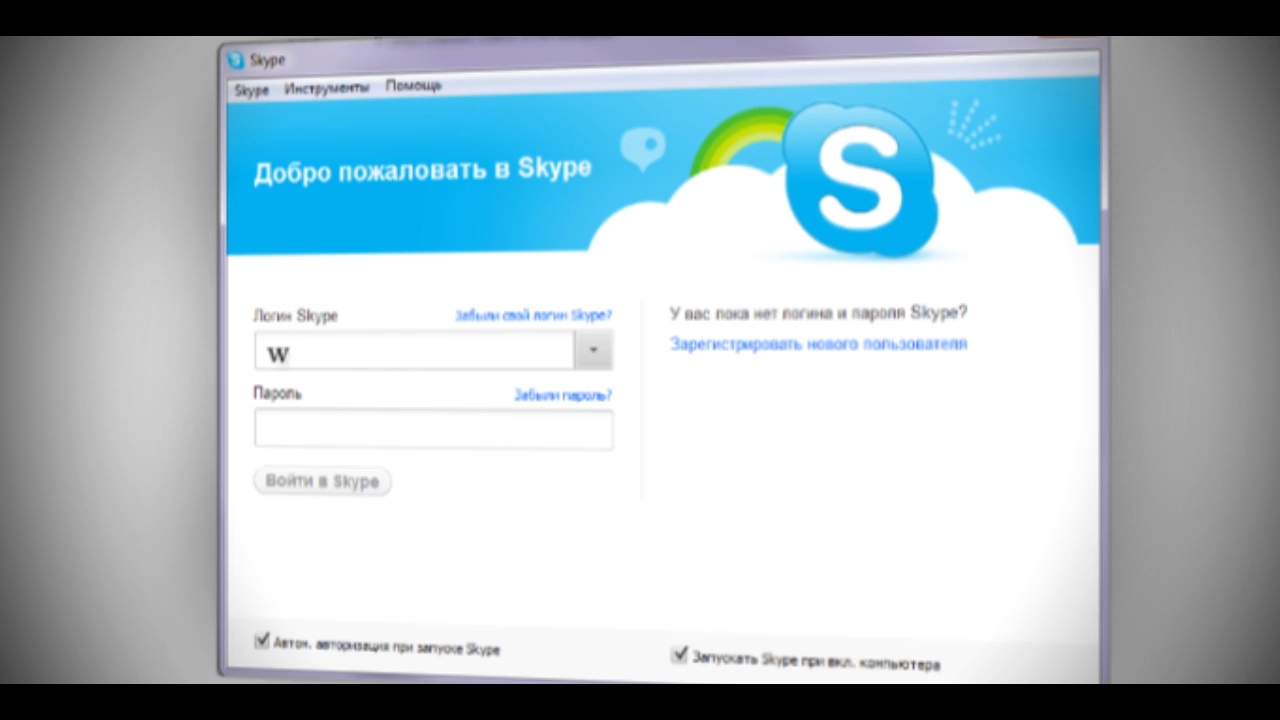 Skype
Skype Инструменты Помощь
Добро пожаловать в Skype
S
Логин Skype
Забыли свой логин Skype?
W
Пароль
Забыли пароль?
Войти в Skype
У вас пока нет логина и пароля Skype?
Зарегистрировать нового пользователя
Автом. авторизация при запуске Skype
Запускать Skype при вкл. компьютера